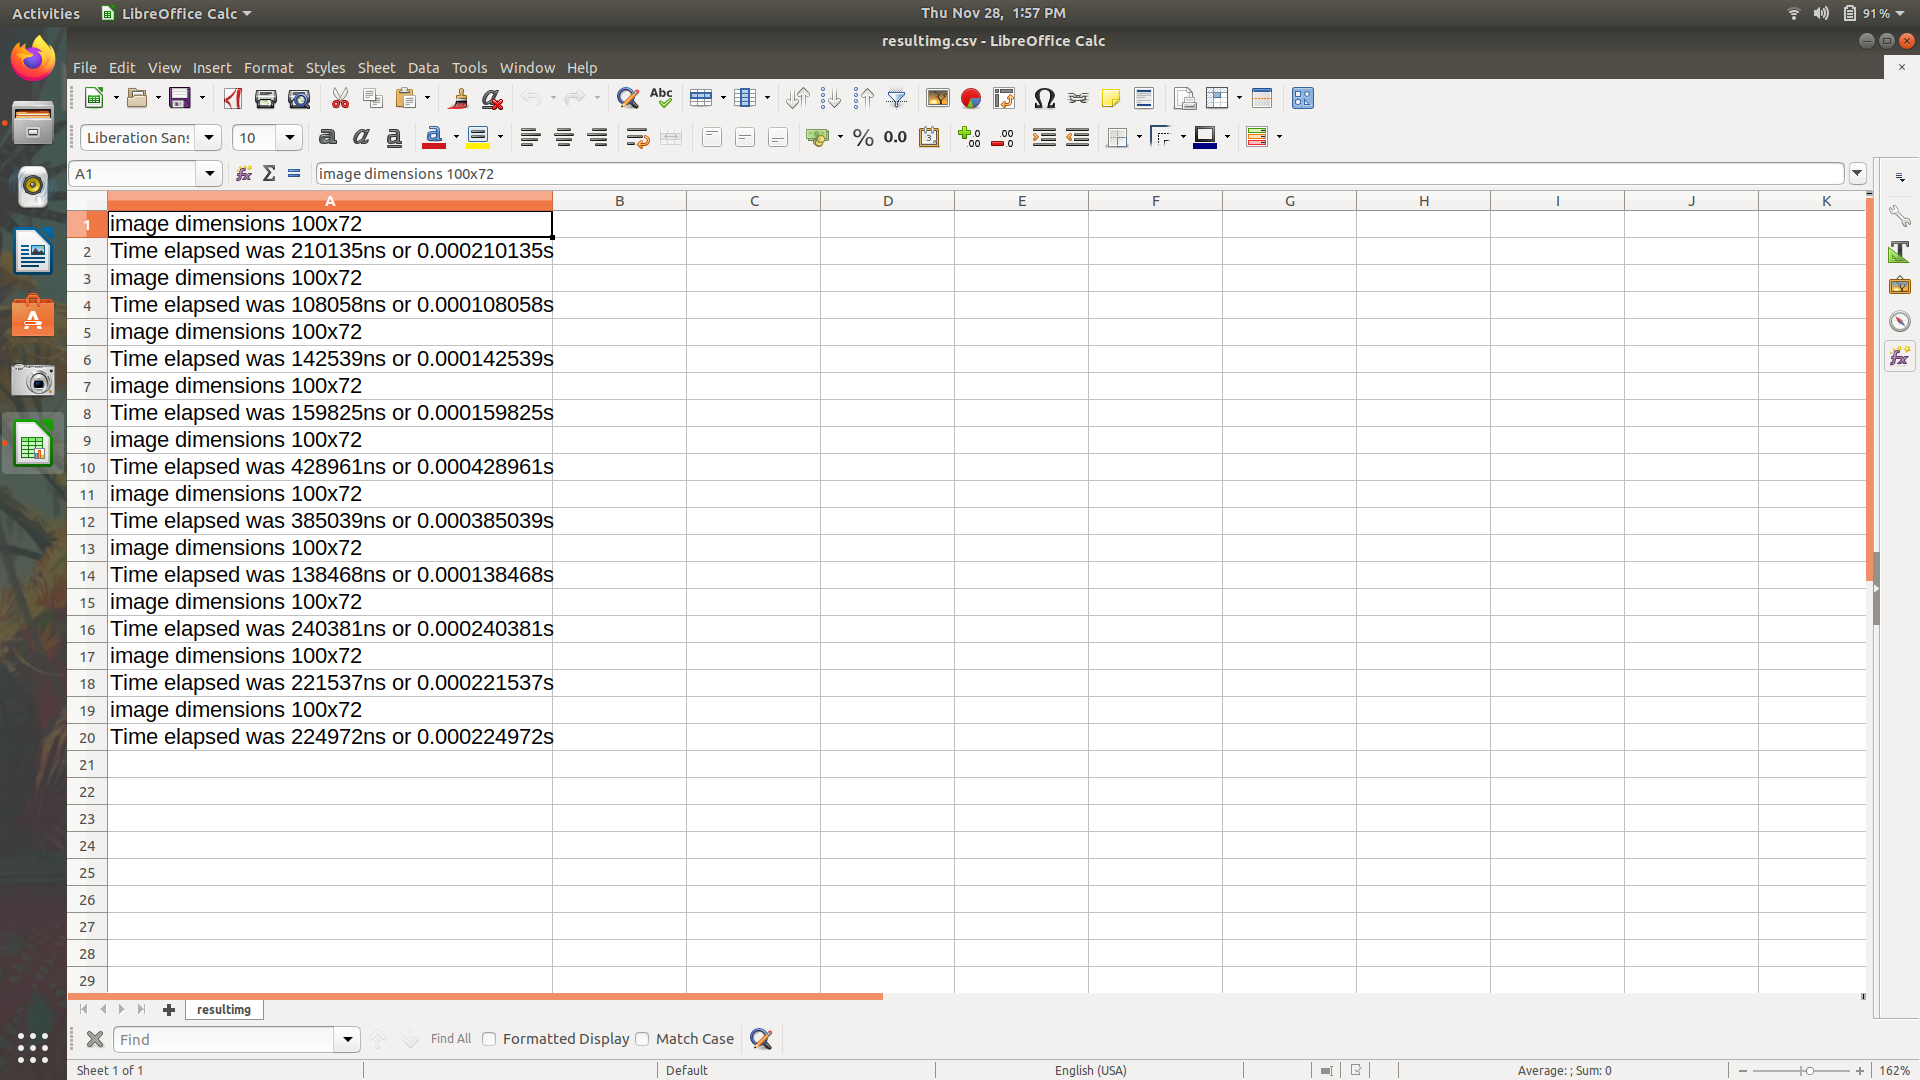 Activities LibreOffice Calc Thu Nov 28, 1:57 PM 91%
resultimg.csv - LibreOffice Calc
File Edit View Insert Format Styles Sheet Data Tools Window Help
Liberation Sans 10
A1 image dimensions 100x72
A B C D E F G H I J K
1 image dimensions 100x72
2 Time elapsed was 210135ns or 0.000210135s
3 image dimensions 100x72
4 Time elapsed was 108058ns or 0.000108058s
5 image dimensions 100x72
6 Time elapsed was 142539ns or 0.000142539s
7 image dimensions 100x72
8 Time elapsed was 159825ns or 0.000159825s
9 image dimensions 100x72
10 Time elapsed was 428961ns or 0.000428961s
11 image dimensions 100x72
12 Time elapsed was 385039ns or 0.000385039s
13 image dimensions 100x72
14 Time elapsed was 138468ns or 0.000138468s
15 image dimensions 100x72
16 Time elapsed was 240381ns or 0.000240381s
17 image dimensions 100x72
18 Time elapsed was 221537ns or 0.000221537s
19 image dimensions 100x72
20 Time elapsed was 224972ns or 0.000224972s
21
22
23
24
25
26
27
28
29
resultimg
Find Find All Formatted Display Match Case
Sheet 1 of 1 Default English (USA) Average: ; Sum: 0 162%